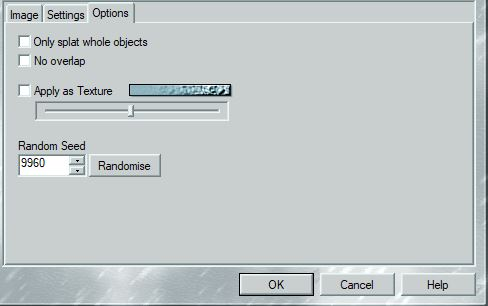 Image Settings Options
Only splat whole objects
No overlap
Apply as Texture
Random Seed
9960 Randomise
OK Cancel Help